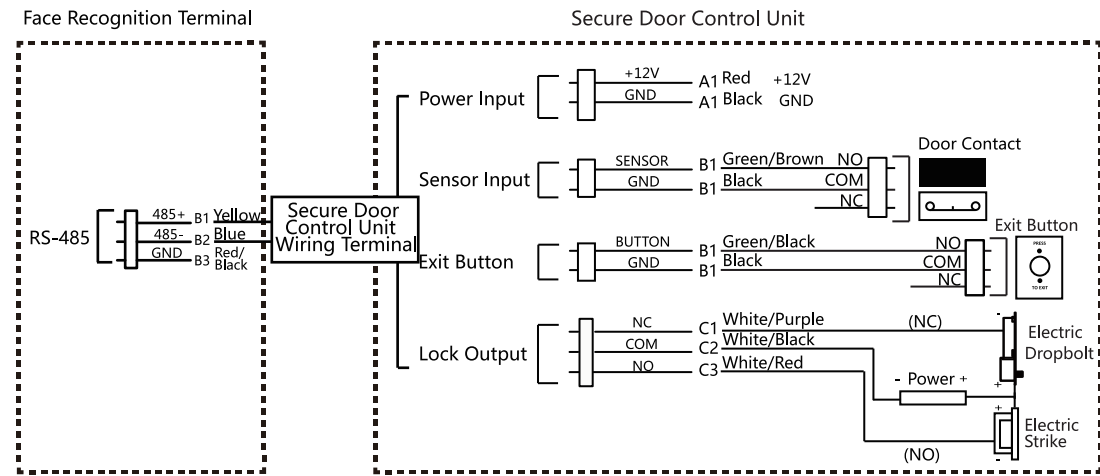 Face Recognition Terminal
Secure Door Control Unit
Power Input
+12V
A1 Red +12V
GND
A1 Black GND
Sensor Input
SENSOR
B1 Green/Brown NO
GND
B1 Black COM
NC
Door Contact
RS-485
485+ B1 Yellow
485- B2 Blue
GND B3 Red/
Black
Secure Door
Control Unit
Wiring Terminal
Exit Button
BUTTON
B1 Green/Black NO
GND
B1 Black COM
NC
Exit Button
PRESS
TO EXIT
Lock Output
NC
C1 White/Purple (NC)
COM
C2 White/Black
NO
C3 White/Red
- Power +
(NO)
-
Electric
Dropbolt
+
+
Electric
Strike
-